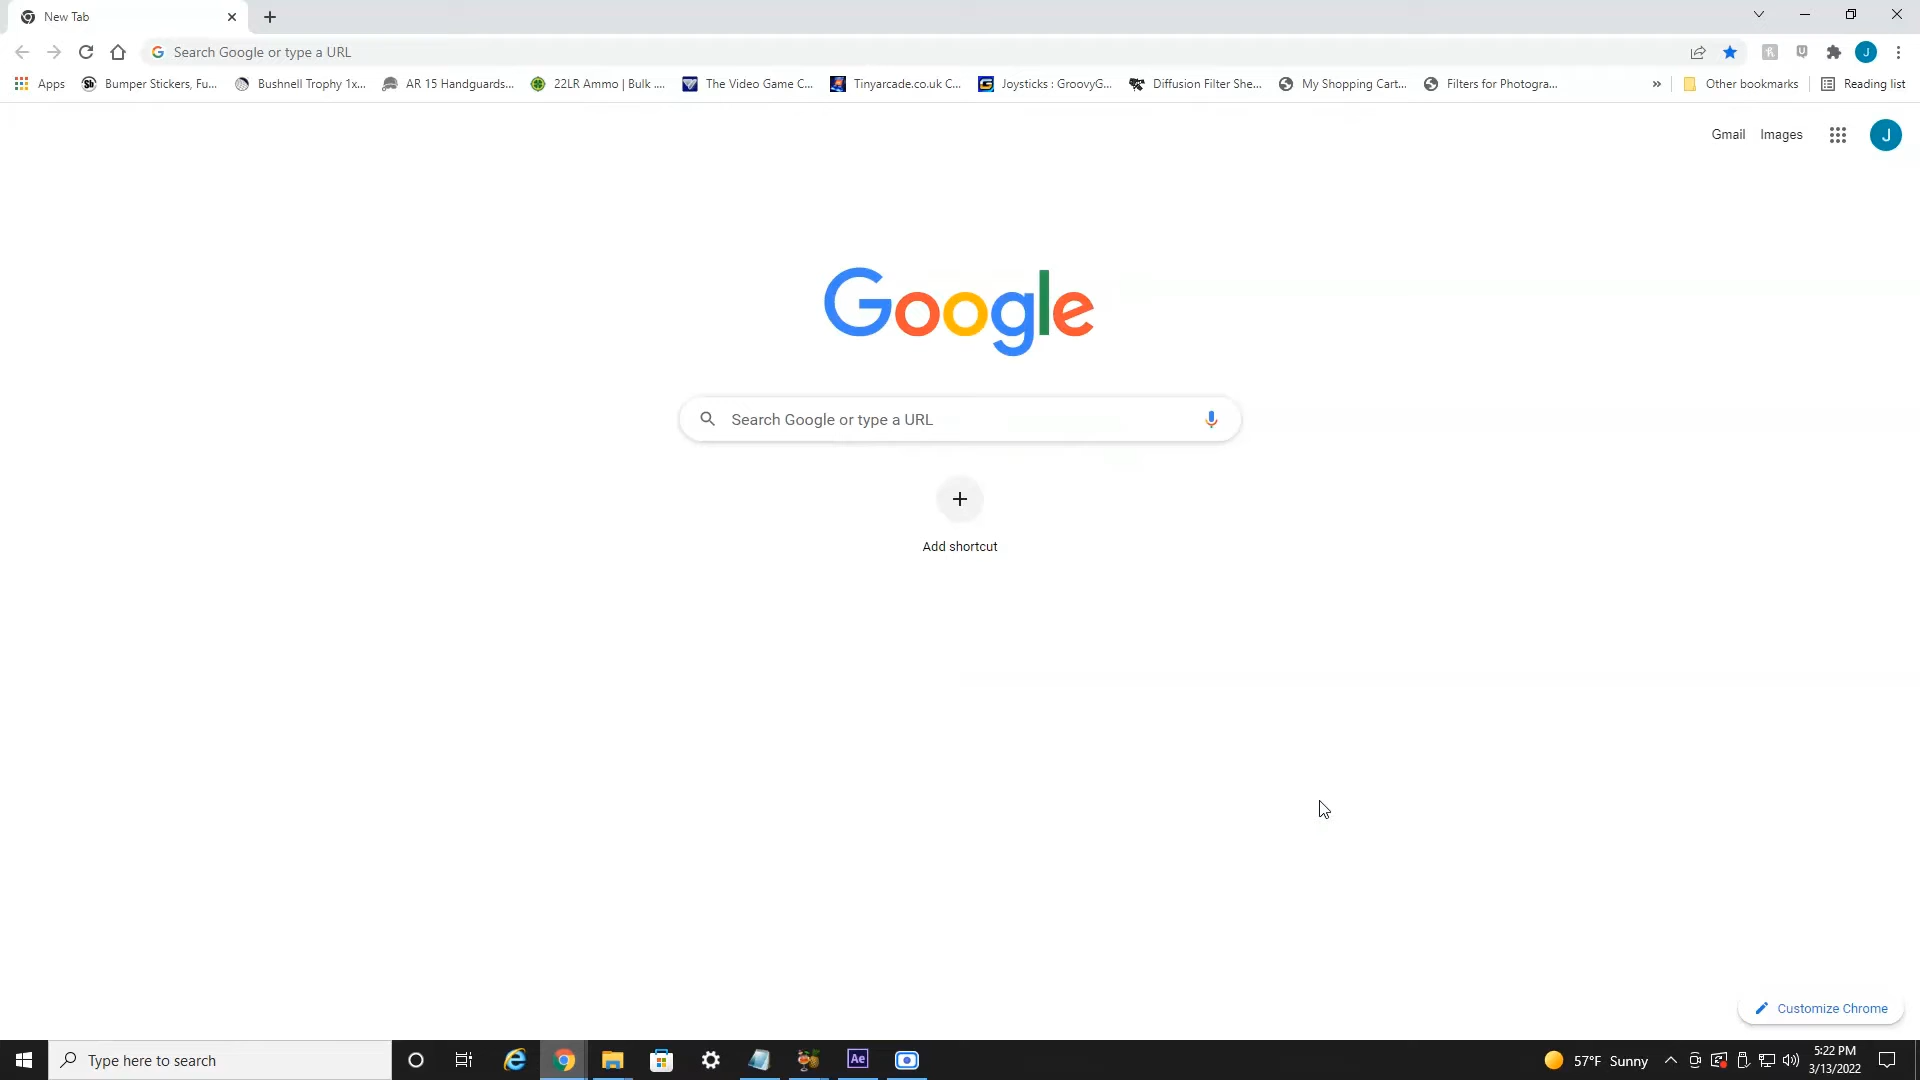 New Tab
Search Google or type a URL
Apps Bumper Stickers, Fu... Bushnell Trophy 1x... AR 15 Handguards... 22LR Ammo | Bulk .... The Video Game C... Tinyarcade.co.uk C... Joysticks : GroovyG... Diffusion Filter She... My Shopping Cart... Filters for Photogra... » Other bookmarks Reading list
Gmail Images J
Google
Search Google or type a URL
Add shortcut
Customize Chrome
Type here to search Ae 57°F Sunny 5:22 PM
3/13/2022